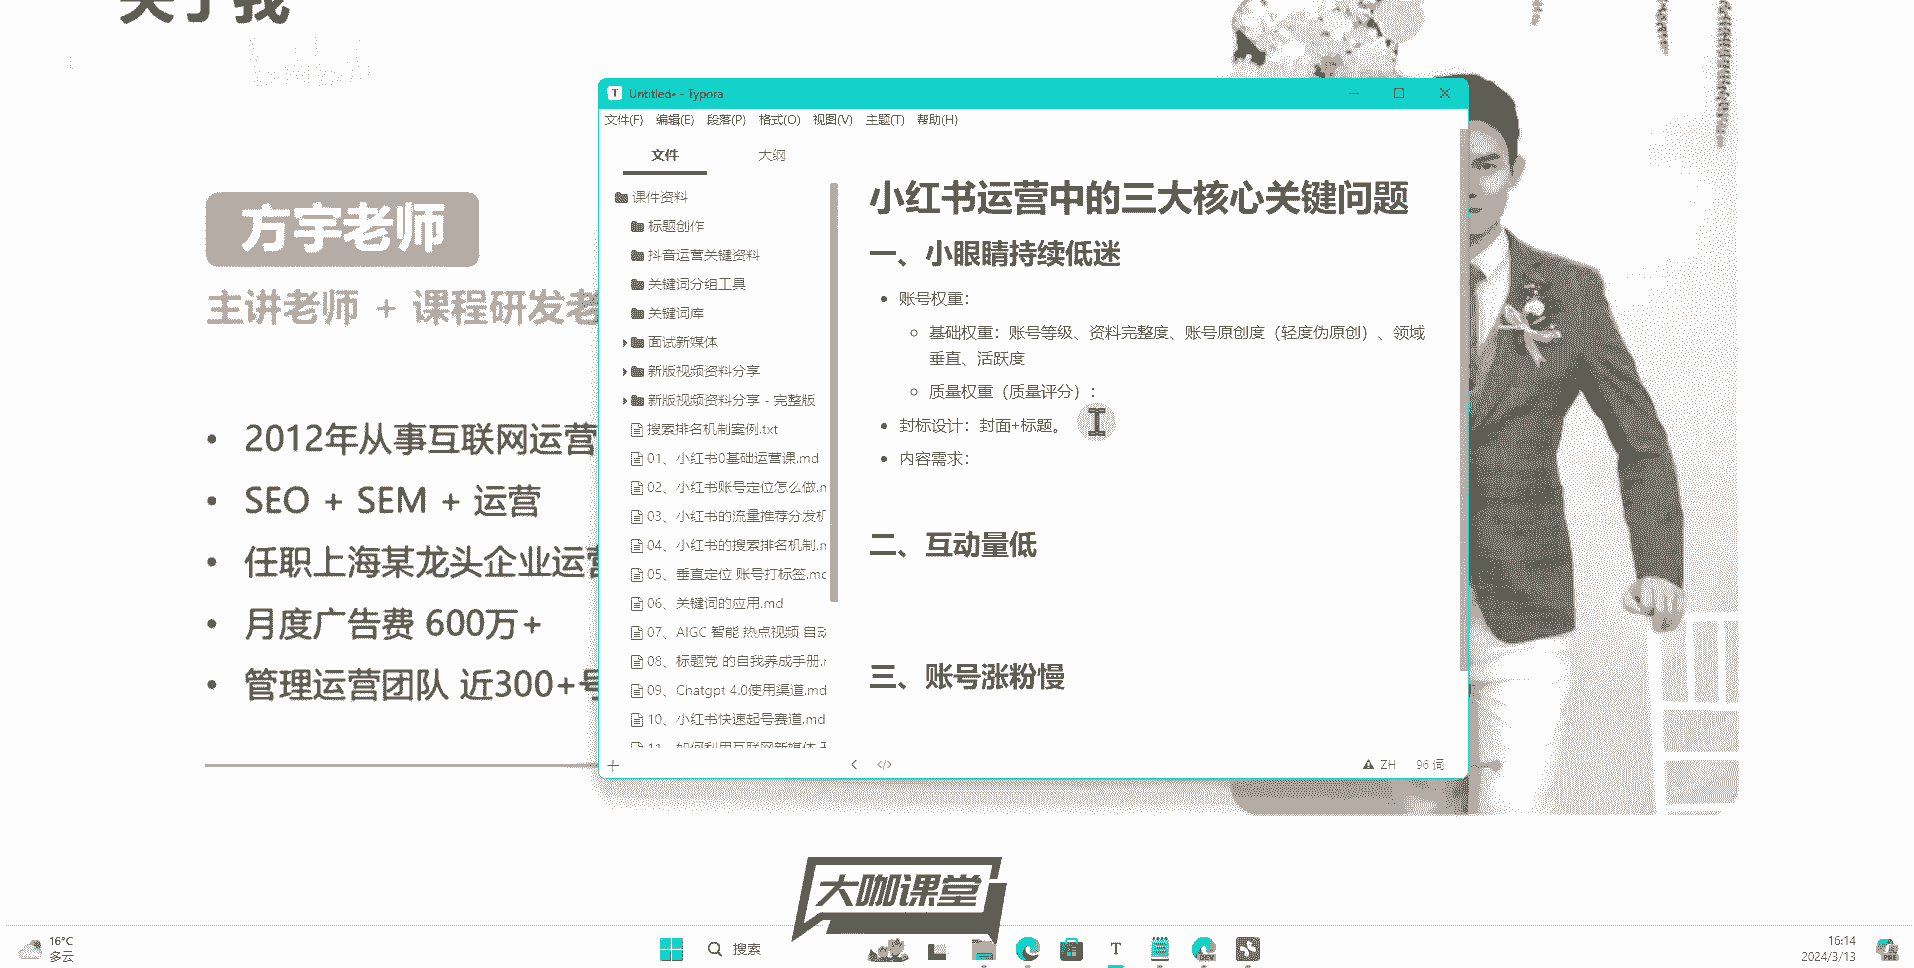 关于我
方宇老师
主讲老师 + 课程研发老
2012年从事互联网运营
SEO + SEM + 运营
任职上海某龙头企业运营
月度广告费 600万+
管理运营团队 近300+号
Untitled• - Typora
文件(F) 编辑(E) 段落(P) 格式(O) 视图(V) 主题(T) 帮助(H)
文件 大纲
课件资料
标题创作
抖音运营关键资料
关键词分组工具
关键词库
面试新媒体
新版视频资料分享
新版视频资料分享 - 完整版
搜索排名机制案例.txt
01、小红书0基础运营课.md
02、小红书账号定位怎么做.m
03、小红书的流量推荐分发机
04、小红书的搜索排名机制.m
05、垂直定位 账号打标签.md
06、关键词的应用.md
07、AIGC 智能 热点视频 自动
08、标题党 的自我养成手册.m
09、Chatgpt 4.0使用渠道.md
10、小红书快速起号赛道.md
11、如何利用互联网新媒体
小红书运营中的三大核心关键问题
一、小眼睛持续低迷
账号权重：
基础权重：账号等级、资料完整度、账号原创度（轻度伪原创）、领域
垂直、活跃度
质量权重（质量评分）：
封标设计：封面+标题。
内容需求：
二、互动量低
三、账号涨粉慢
ZH 96 词
大咖课堂
16°C
多云
搜索
T
DEV
16:14
2024/3/13
PRE